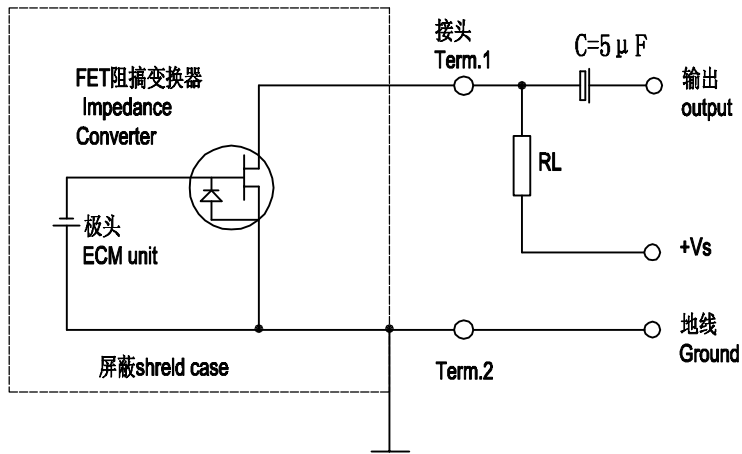 接头
Term.1
C=5μF
FET阻搞变换器
Impedance
Converter
输出
output
RL
极头
ECM unit
+Vs
地线
Ground
屏蔽shreld case
Term.2